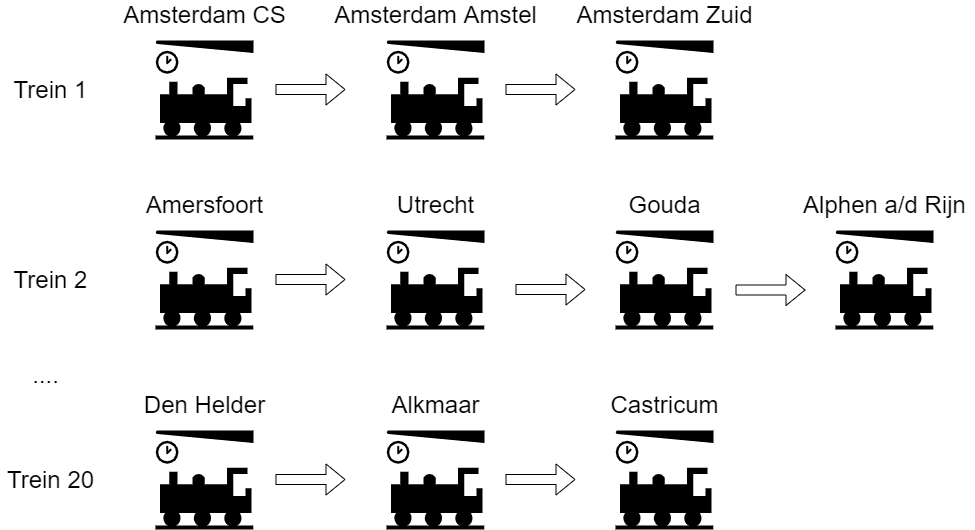 Amsterdam CS Amsterdam Amstel Amsterdam Zuid
Trein 1
Amersfoort Utrecht Gouda Alphen a/d Rijn
Trein 2
....
Den Helder Alkmaar Castricum
Trein 20